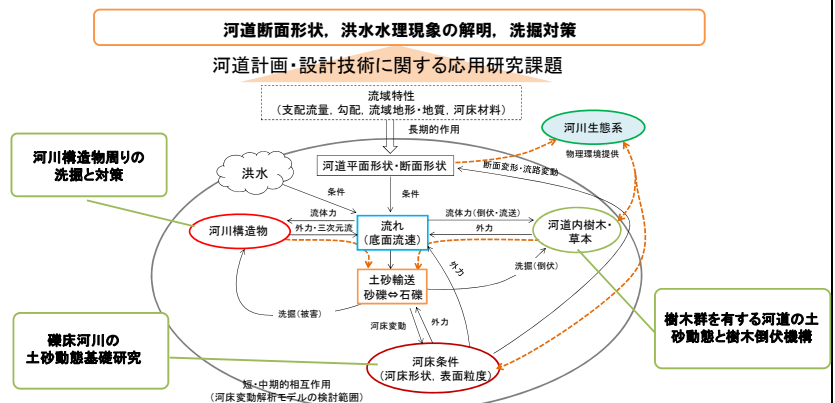 河道断面形状，洪水水理現象の解明，洗掘対策
河道計画・設計技術に関する応用研究課題
流域特性
（支配流量，勾配，流域地形・地質，河床材料）
長期的作用
河川生態系
物理環境提供
河川構造物周りの
洗掘と対策
洪水
河道平面形状・断面形状
断面変形・流路変動
条件
条件
河川構造物
流体力
外力・三次元流
流れ
（底面流速）
流体力（倒伏・流送）
外力
河道内樹木・
草本
土砂輸送
砂礫⇔石礫
外力
洗掘（倒伏）
洗掘（被害）
河床変動
外力
樹木群を有する河道の土
砂動態と樹木倒伏機構
礫床河川の
土砂動態基礎研究
河床条件
（河床形状，表面粒度）
短・中期的相互作用
（河床変動解析モデルの検討範囲）